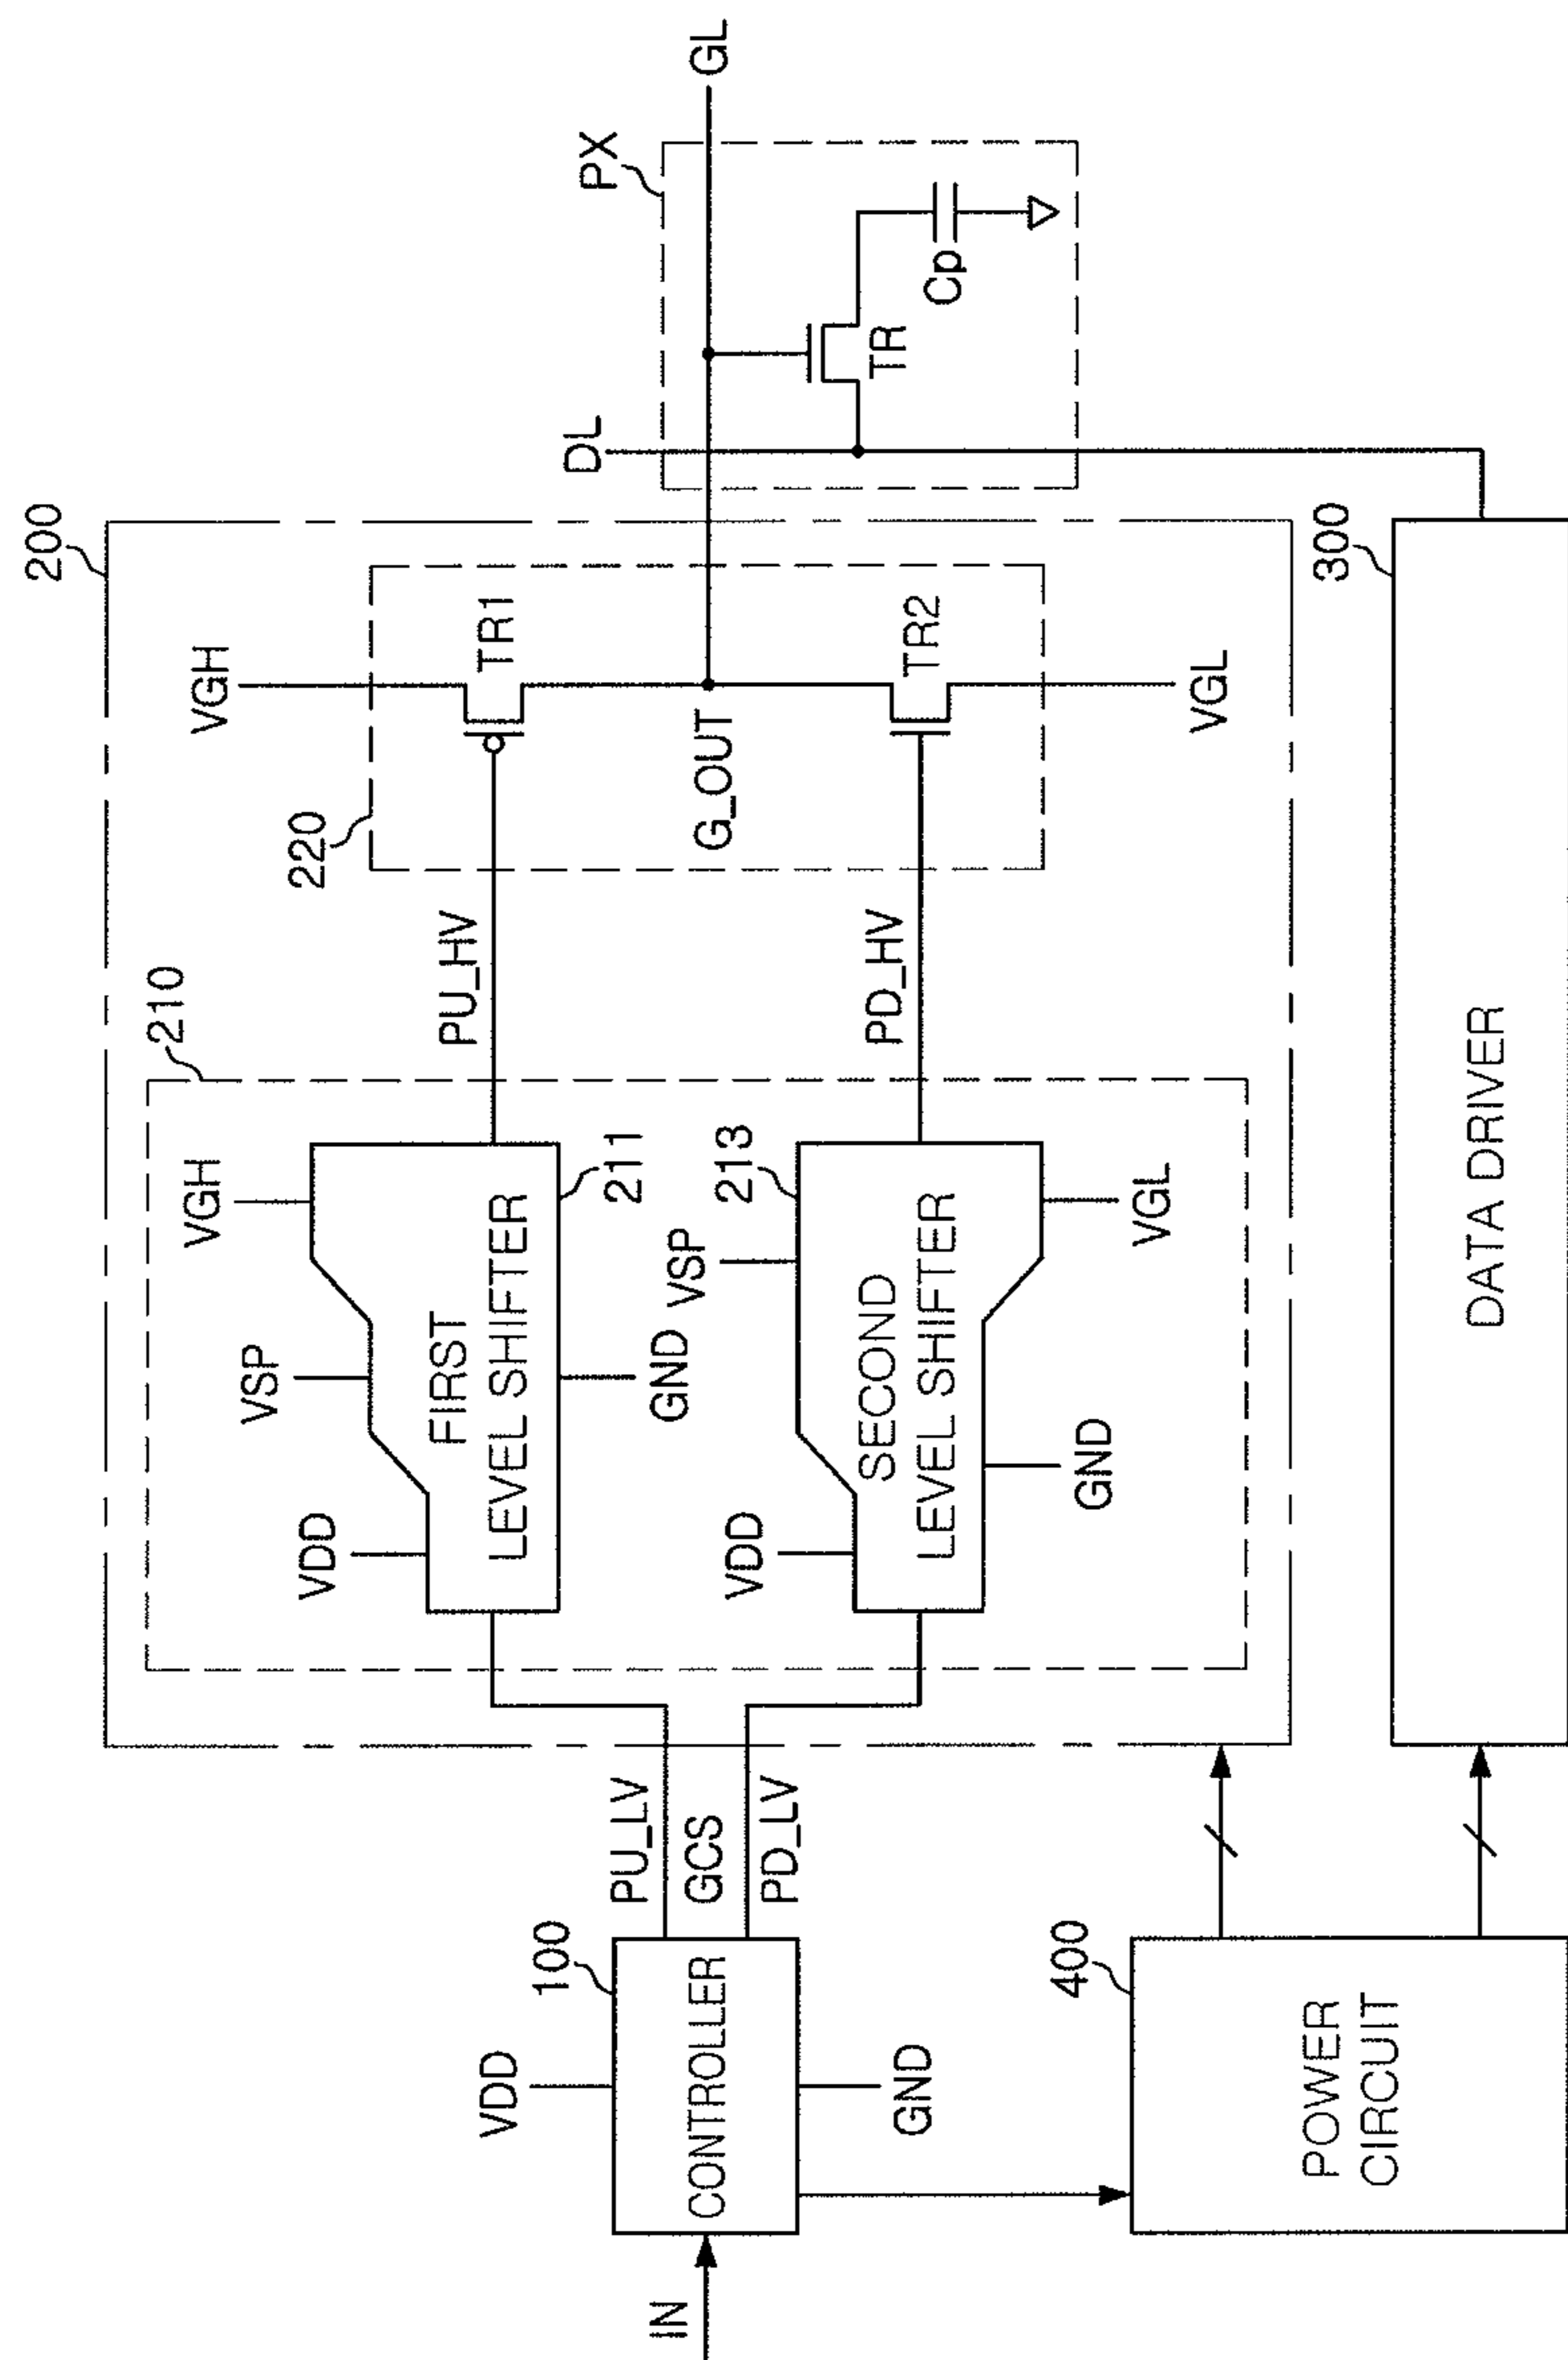 200
VGH
210
220
VGH
PX
VSP
DL
GL
VDD
PU_HV
TR1
FIRST
LEVEL SHIFTER
VDD
100
211
IN
CONTROLLER
PU_LV
GCS
PD_LV
GND
G_OUT
VSP
213
VDD
TR
Cp
GND
SECOND
LEVEL SHIFTER
PD_HV
TR2
GND
VGL
VGL
400
300
POWER
CIRCUIT
DATA DRIVER